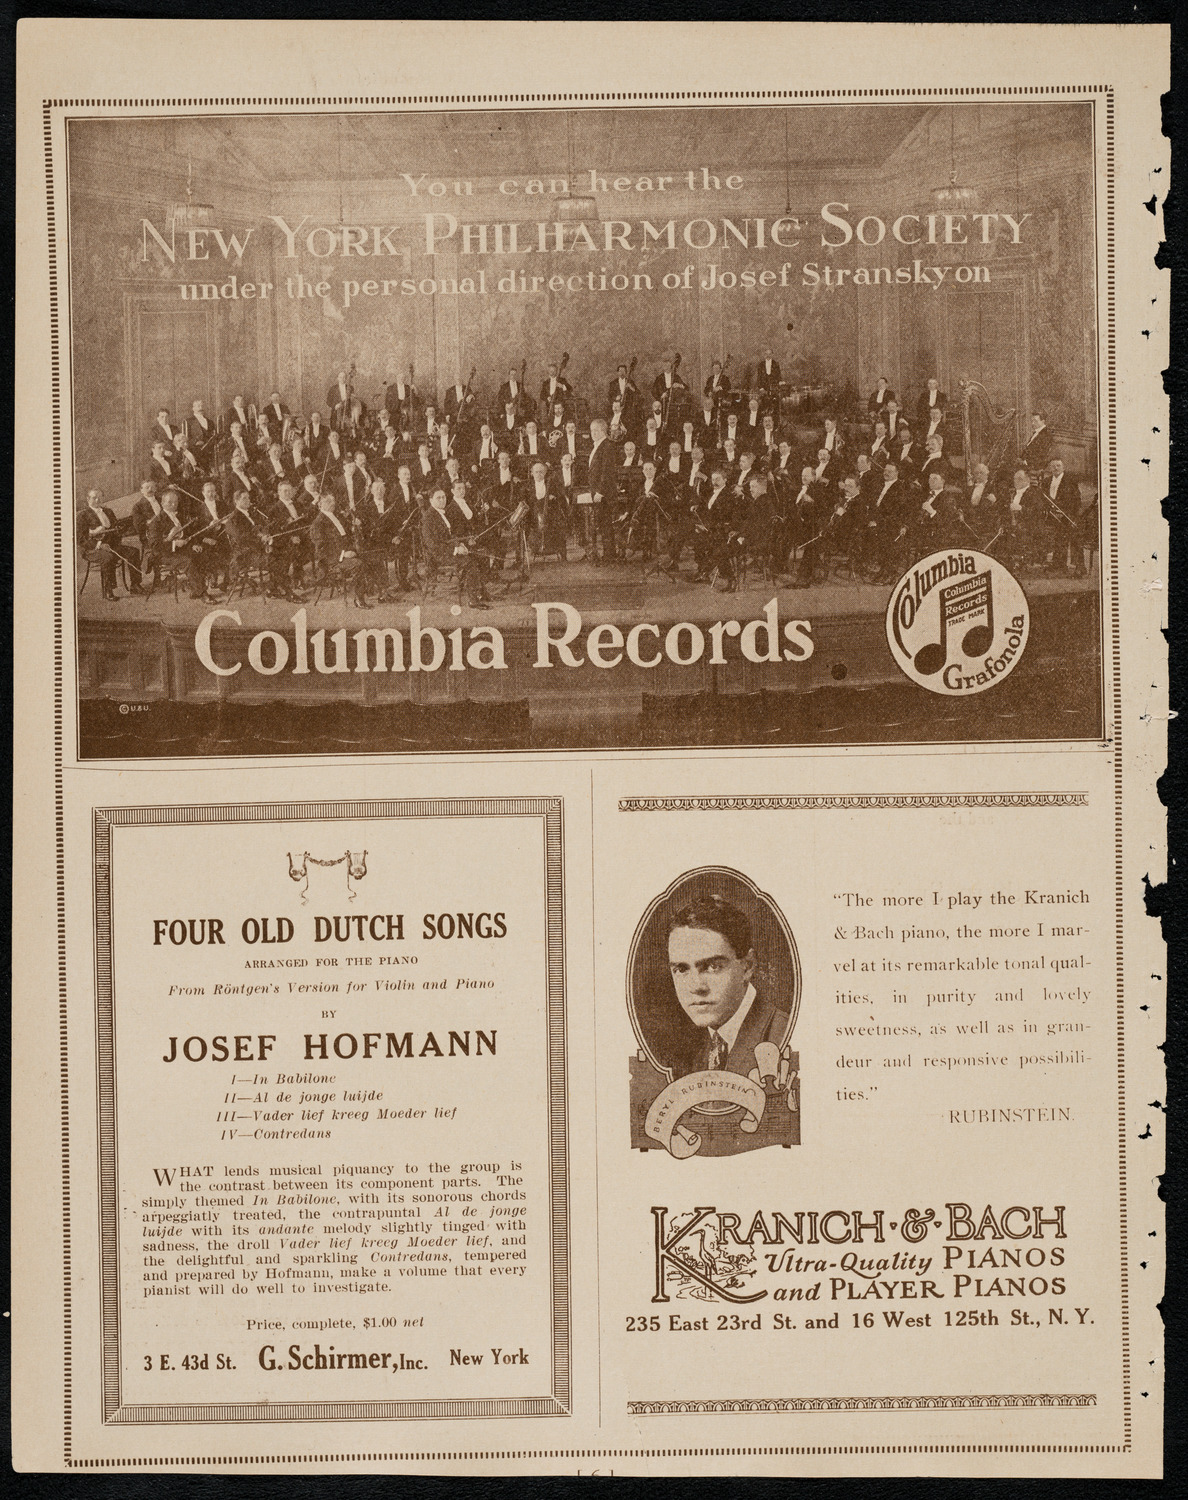 You can hear the
NEW YORK PHILHARMONIC SOCIETY
under the personal direction of Josef Stransky on
Columbia Records
Columbia
Columbia
Records
TRADE MARK
Grafonola
© U.&U.
FOUR OLD DUTCH SONGS
ARRANGED FOR THE PIANO
From Röntgen's Version for Violin and Piano
BY
JOSEF HOFMANN
I—In Babilone
II—Al de jonge luijde
III—Vader lief kreeg Moeder lief
IV—Contredans
WHAT lends musical piquancy to the group is
the contrast between its component parts. The
simply themed In Babilone, with its sonorous chords
arpeggiatly treated, the contrapuntal Al de jonge
luijde with its andante melody slightly tinged with
sadness, the droll Vader lief kreeg Moeder lief, and
the delightful and sparkling Contredans, tempered
and prepared by Hofmann, make a volume that every
pianist will do well to investigate.
Price, complete, $1.00 net
3 E. 43d St. G. Schirmer, Inc. New York
BERYL RUBINSTEIN
"The more I play the Kranich
& Bach piano, the more I mar-
vel at its remarkable tonal qual-
ities, in purity and lovely
sweetness, as well as in gran-
deur and responsive possibili-
ties."
RUBINSTEIN.
KRANICH·&·BACH
Ultra-Quality PIANOS
and PLAYER PIANOS
235 East 23rd St. and 16 West 125th St., N. Y.
[ 6 ]